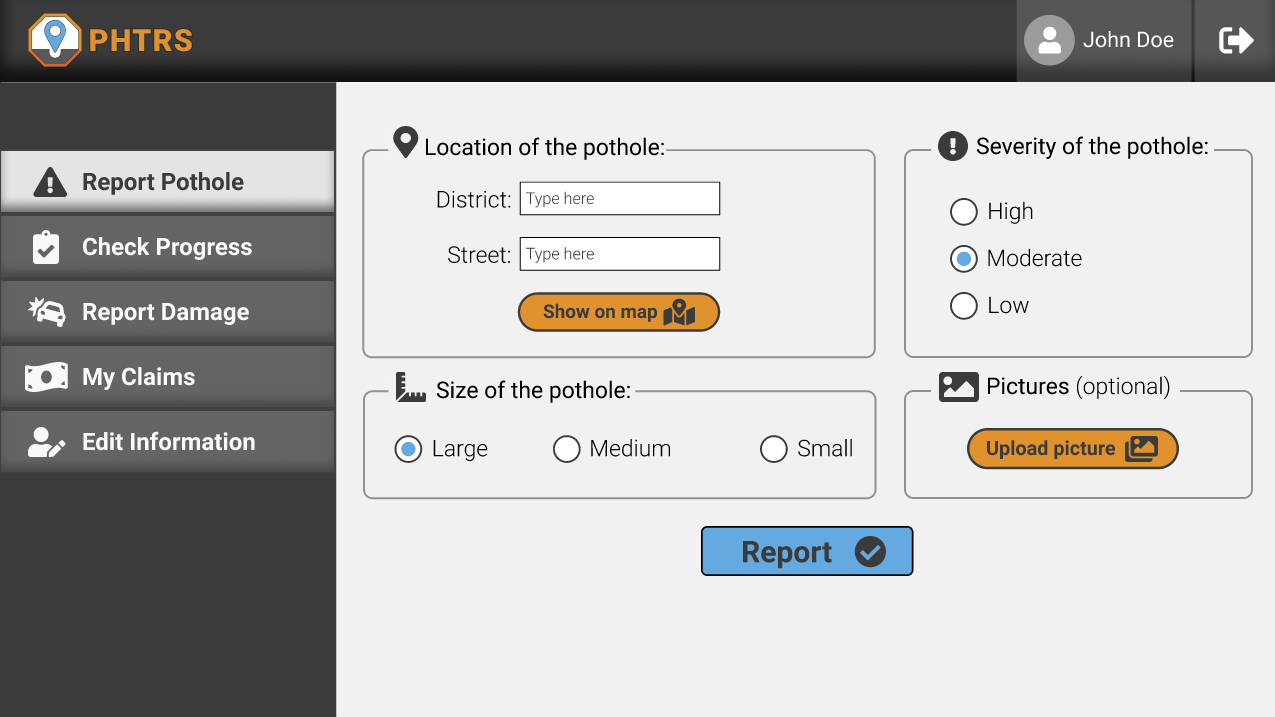 PHTRS
John Doe
Report Pothole
Check Progress
Report Damage
My Claims
Edit Information
Location of the pothole:
District: Type here
Street: Type here
Show on map
Severity of the pothole:
High
Moderate
Low
Size of the pothole:
Large Medium Small
Pictures (optional)
Upload picture
Report